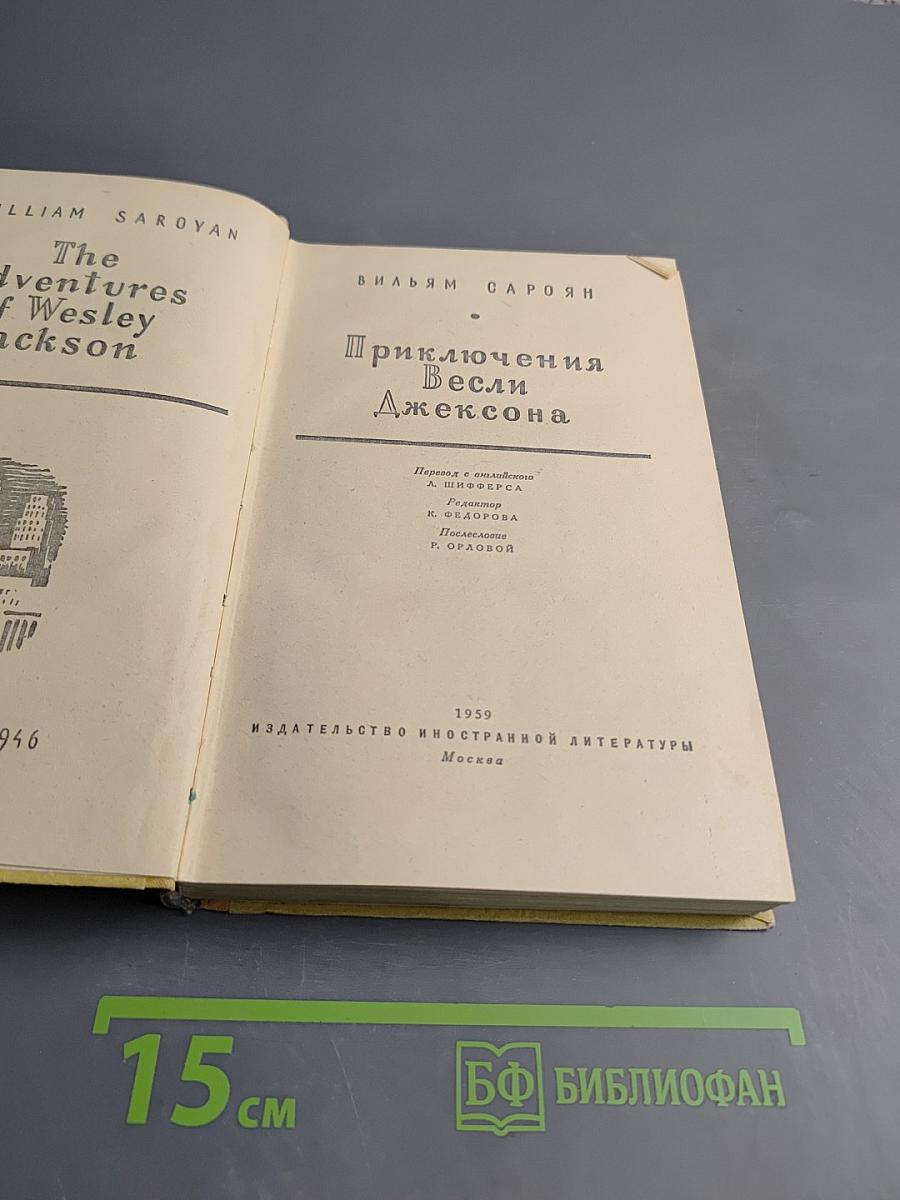 ILLIAM SAROYAN
The
dventures
f Wesley
ackson
1946
ВИЛЬЯМ САРОЯН
Приключения
Весли
Джексона
Перевод с английского
Л. ШИФФЕРСА
Редактор
К. ФЕДОРОВА
Послесловие
Р. ОРЛОВОЙ
1959
ИЗДАТЕЛЬСТВО ИНОСТРАННОЙ ЛИТЕРАТУРЫ
Москва
15 см
БФ БИБЛИОФАН